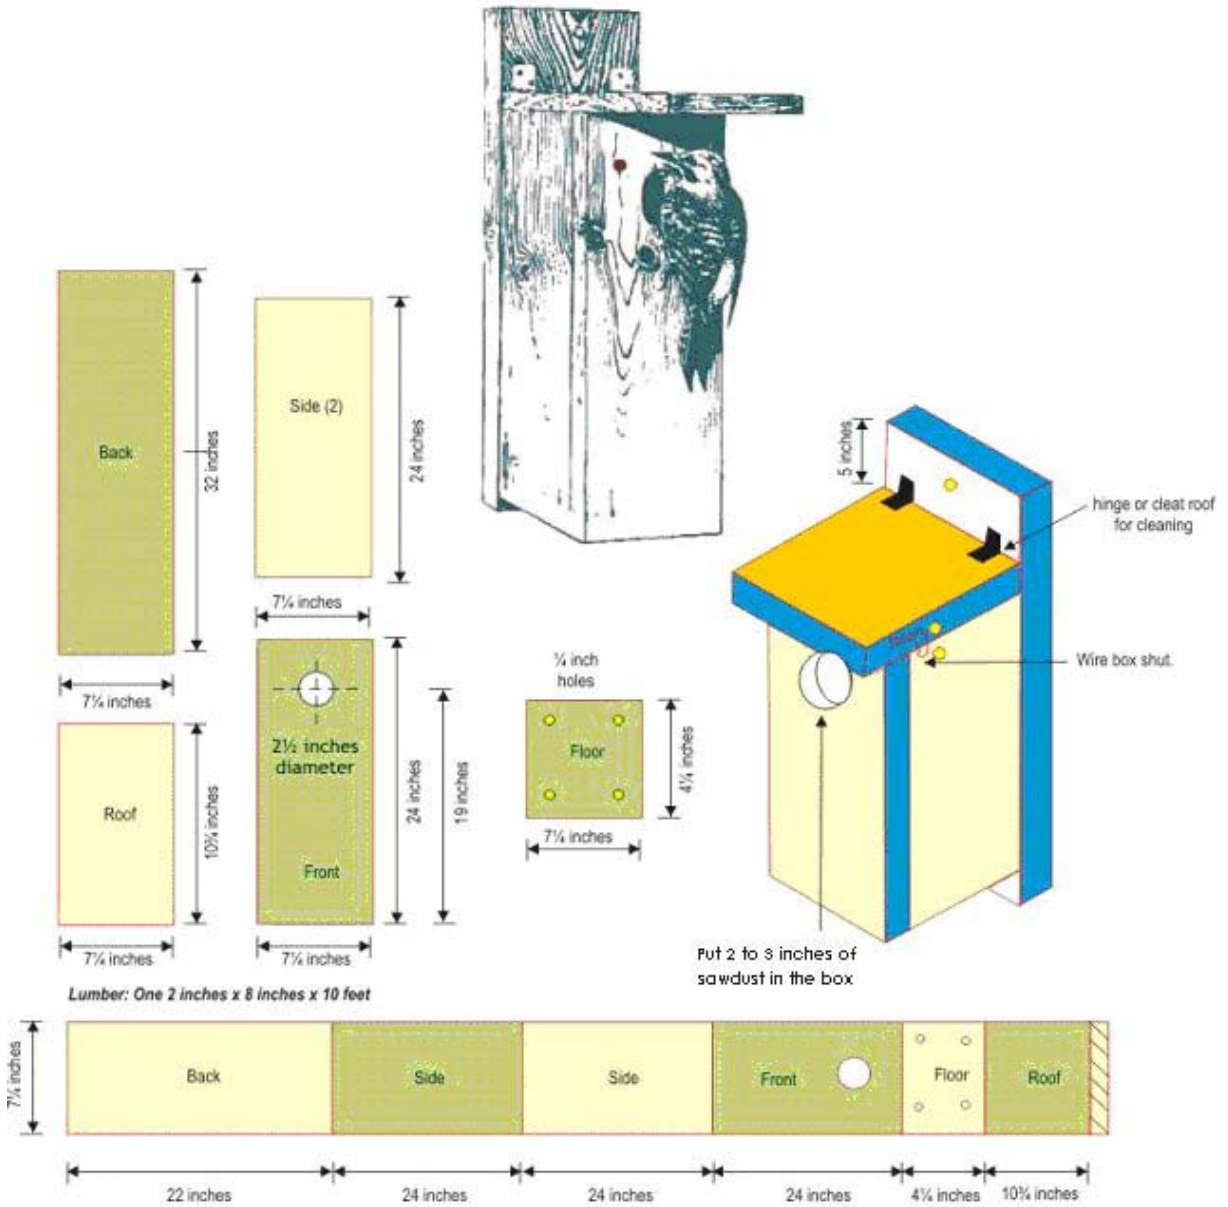 5 inches
hinge or cleat roof
for cleaning
Back
32 inches
7¼ inches
Side (2)
24 inches
7¼ inches
Wire box shut.
Roof
10¾ inches
7¼ inches
2½ inches
diameter
Front
24 inches
19 inches
7¼ inches
¼ inch
holes
Floor
4¼ inches
7¼ inches
Put 2 to 3 inches of
sawdust in the box
Lumber: One 2 inches x 8 inches x 10 feet
7¼ inches
Back
Side
Side
Front
Floor
Roof
22 inches
24 inches
24 inches
24 inches
4¼ inches
10¾ inches